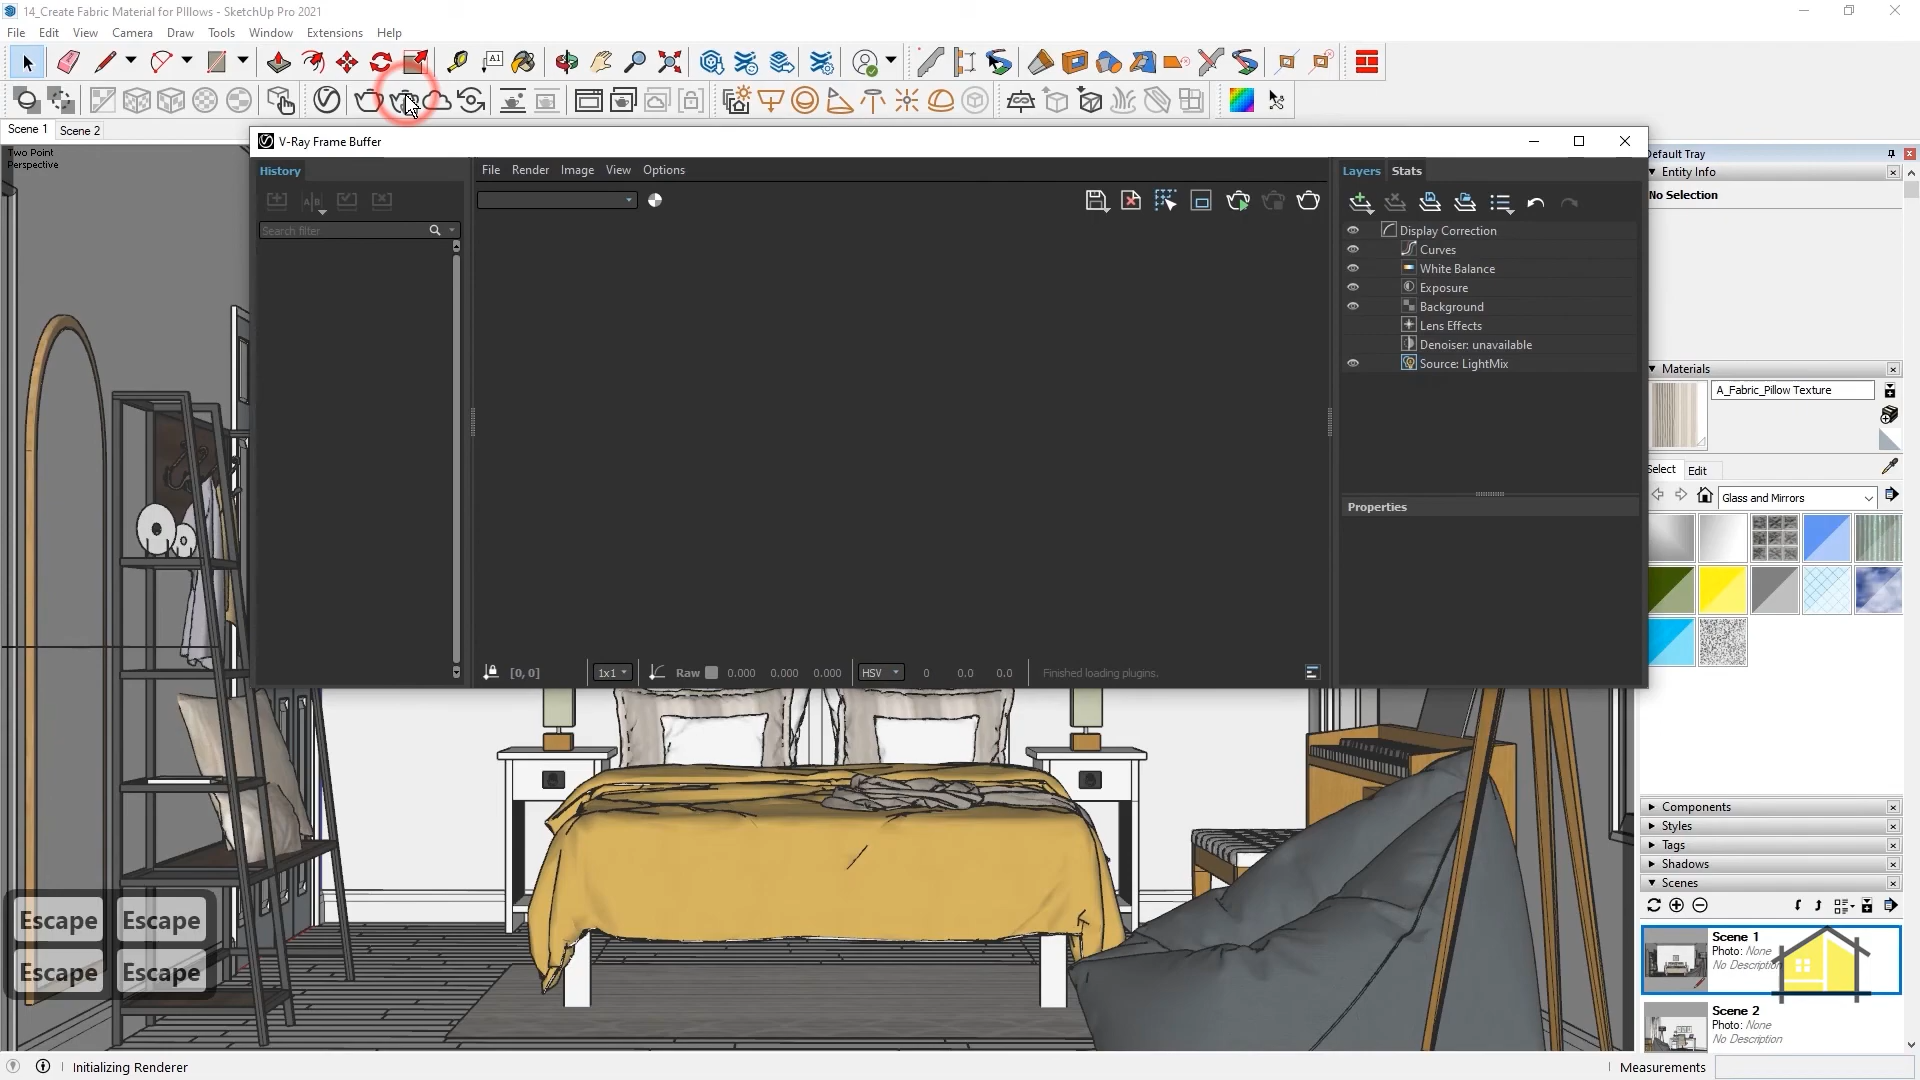 14_Create Fabric Material for PIllows - SketchUp Pro 2021
File Edit View Camera Draw Tools Window Extensions Help
A1
Scene 1 Scene 2
Two Point
Perspective
V-Ray Frame Buffer
History
Search filter
File Render Image View Options
[0, 0] 1x1 Raw 0.000 0.000 0.000 HSV 0 0.0 0.0 Finished loading plugins.
Layers Stats
Display Correction
Curves
White Balance
Exposure
Background
Lens Effects
Denoiser: unavailable
Source: LightMix
Properties
Default Tray
Entity Info
No Selection
Materials
A_Fabric_Pillow Texture
Select Edit
Glass and Mirrors
Components
Styles
Tags
Shadows
Scenes
Scene 1
Photo: None
No Description
Scene 2
Photo: None
No Description
Escape Escape
Escape Escape
Initializing Renderer
Measurements